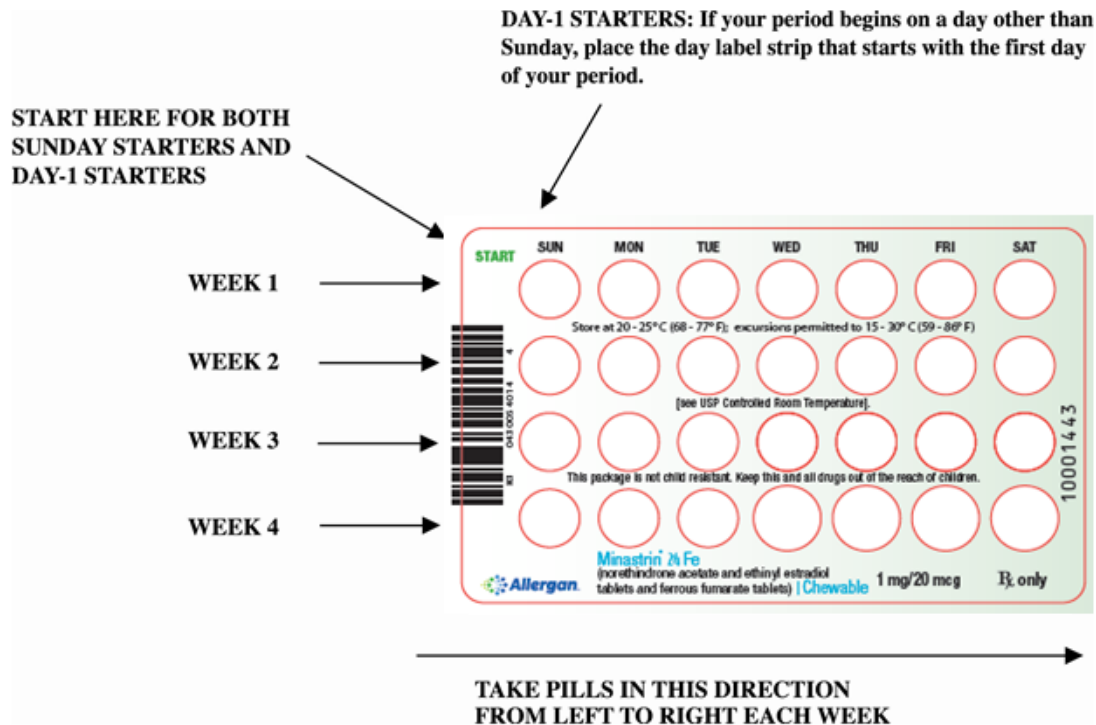 DAY-1 STARTERS: If your period begins on a day other than
Sunday, place the day label strip that starts with the first day
of your period.
START HERE FOR BOTH
SUNDAY STARTERS AND
DAY-1 STARTERS
START SUN MON TUE WED THU FRI SAT
WEEK 1
Store at 20 - 25° C (68 - 77° F); excursions permitted to 15 - 30° C (59 - 86° F)
WEEK 2
[see USP Controlled Room Temperature].
WEEK 3
This package is not child resistant. Keep this and all drugs out of the reach of children.
WEEK 4
4
043 005 4014
83
10001443
Minastrin* 24 Fe
(norethindrone acetate and ethinyl estradiol
tablets and ferrous fumarate tablets) | Chewable
1 mg/20 mcg
Rx only
Allergan.
TAKE PILLS IN THIS DIRECTION
FROM LEFT TO RIGHT EACH WEEK